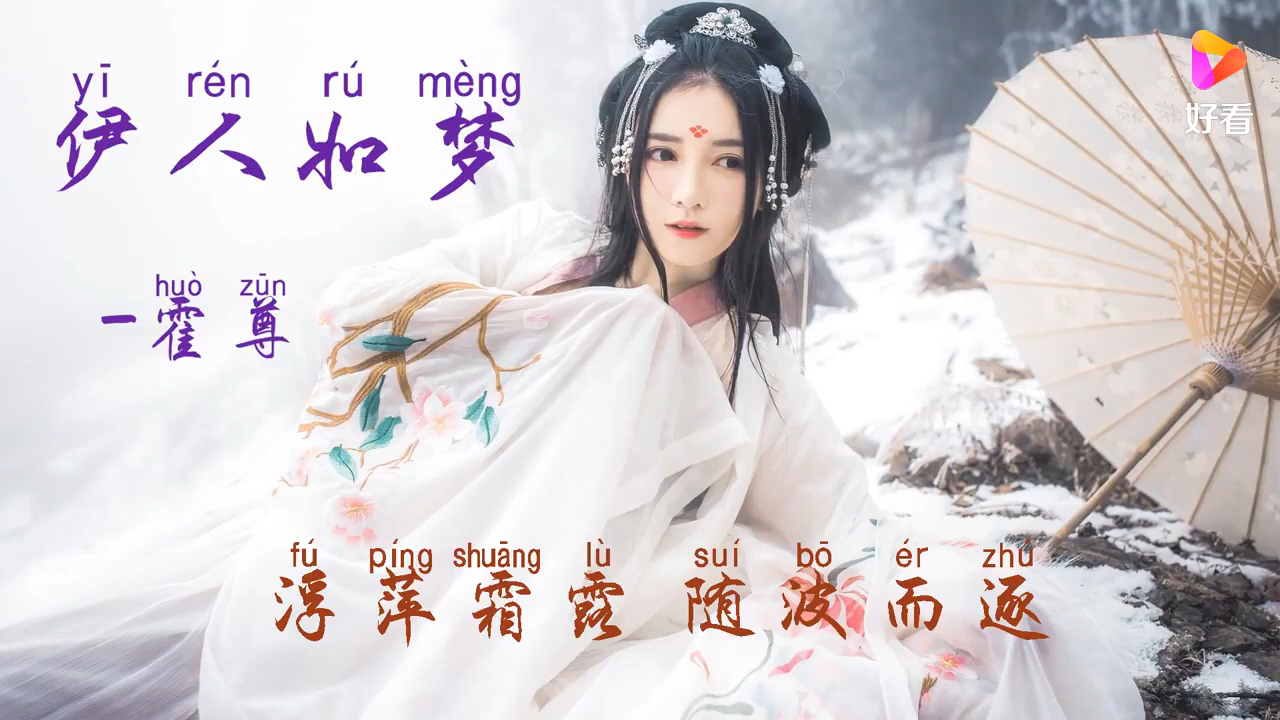 yī rén rú mèng
伊人如梦
huò zūn
一霍尊
好看
fú píng shuāng lù suí bō ér zhú
浮萍霜露 随波而逐